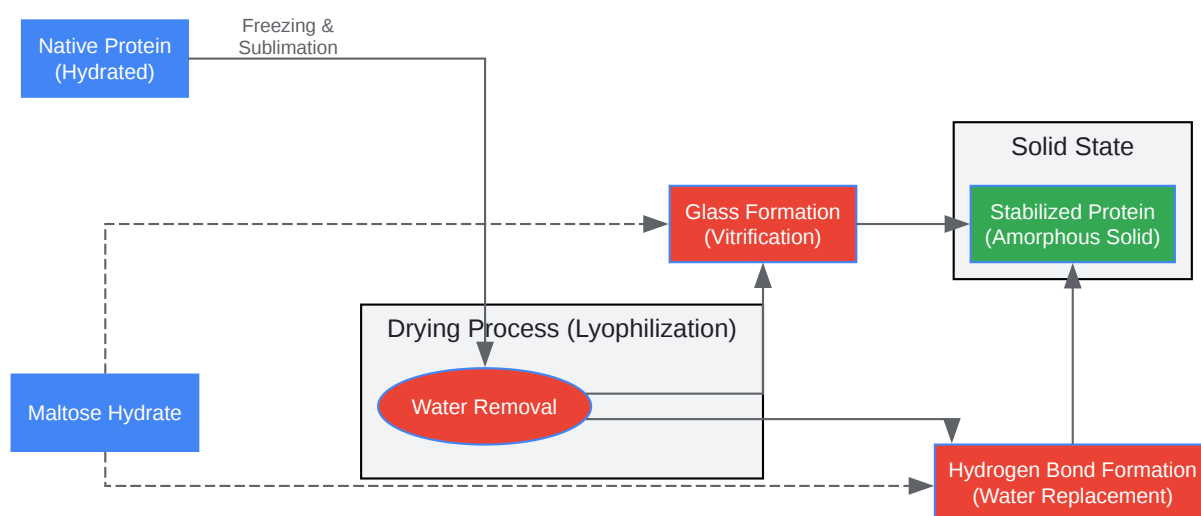 Freezing &
Sublimation
Native Protein
(Hydrated)
Solid State
Glass Formation
(Vitrification)
Stabilized Protein
(Amorphous Solid)
Drying Process (Lyophilization)
Water Removal
Maltose Hydrate
Hydrogen Bond Formation
(Water Replacement)